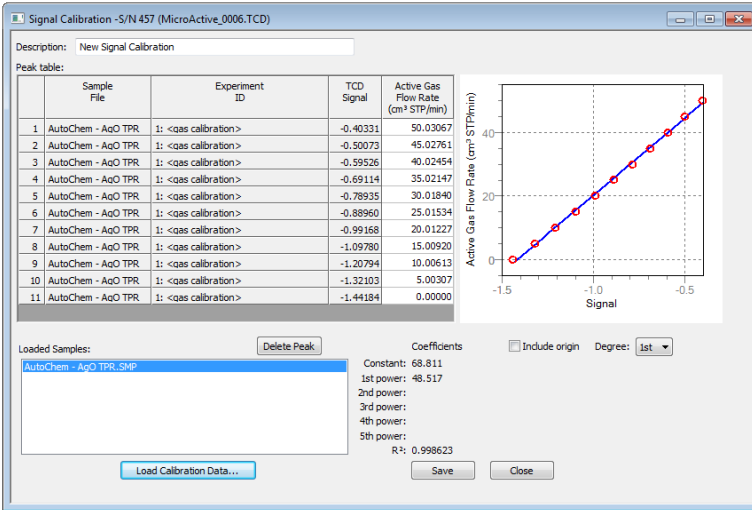 Signal Calibration -S/N 457 (MicroActive_0006.TCD)
Description: New Signal Calibration
Peak table:
Sample File Experiment ID TCD Signal Active Gas Flow Rate (cm³ STP/min)
1 AutoChem - AgO TPR 1: <gas calibration> -0.40331 50.03067
2 AutoChem - AgO TPR 1: <gas calibration> -0.50073 45.02761
3 AutoChem - AgO TPR 1: <gas calibration> -0.59526 40.02454
4 AutoChem - AgO TPR 1: <gas calibration> -0.69114 35.02147
5 AutoChem - AgO TPR 1: <gas calibration> -0.78935 30.01840
6 AutoChem - AgO TPR 1: <gas calibration> -0.88960 25.01534
7 AutoChem - AgO TPR 1: <gas calibration> -0.99168 20.01227
8 AutoChem - AgO TPR 1: <gas calibration> -1.09780 15.00920
9 AutoChem - AgO TPR 1: <gas calibration> -1.20794 10.00613
10 AutoChem - AgO TPR 1: <gas calibration> -1.32103 5.00307
11 AutoChem - AgO TPR 1: <gas calibration> -1.44184 0.00000
Active Gas Flow Rate (cm³ STP/min)
40
20
0
-1.5 -1.0 -0.5
Signal
Loaded Samples: Delete Peak
AutoChem - AgO TPR.SMP
Load Calibration Data...
Coefficients Include origin Degree: 1st
Constant: 68.811
1st power: 48.517
2nd power:
3rd power:
4th power:
5th power:
R²: 0.998623
Save Close